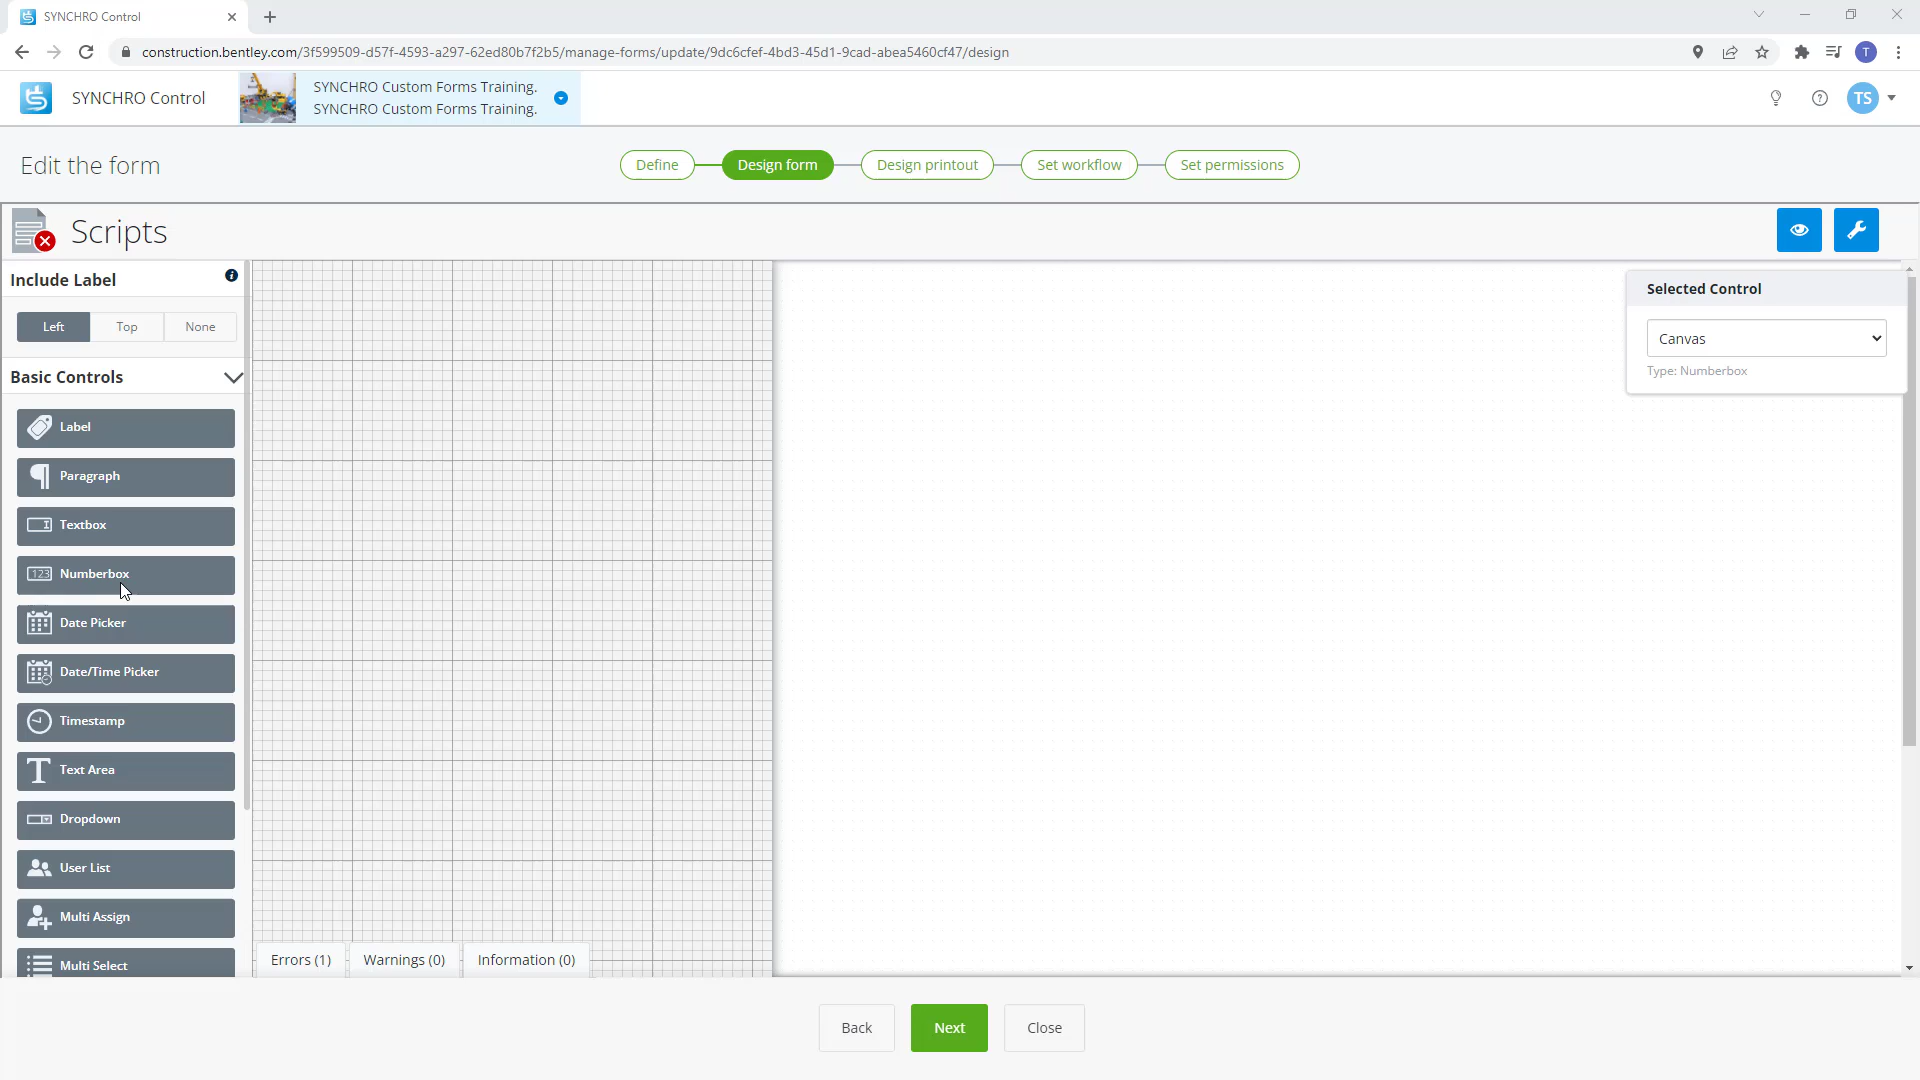 SYNCHRO Control
construction.bentley.com/3f599509-d57f-4593-a297-62ed80b7f2b5/manage-forms/update/9dc6cfef-4bd3-45d1-9cad-abea5460cf47/design
T
SYNCHRO Control
SYNCHRO Custom Forms Training.
SYNCHRO Custom Forms Training.
TS
Edit the form
Define
Design form
Design printout
Set workflow
Set permissions
Scripts
Include Label
Left
Top
None
Basic Controls
Label
Paragraph
Textbox
123
Numberbox
Date Picker
Date/Time Picker
Timestamp
Text Area
Dropdown
User List
Multi Assign
Multi Select
Selected Control
Canvas
Type: Numberbox
Errors (1)
Warnings (0)
Information (0)
Back
Next
Close